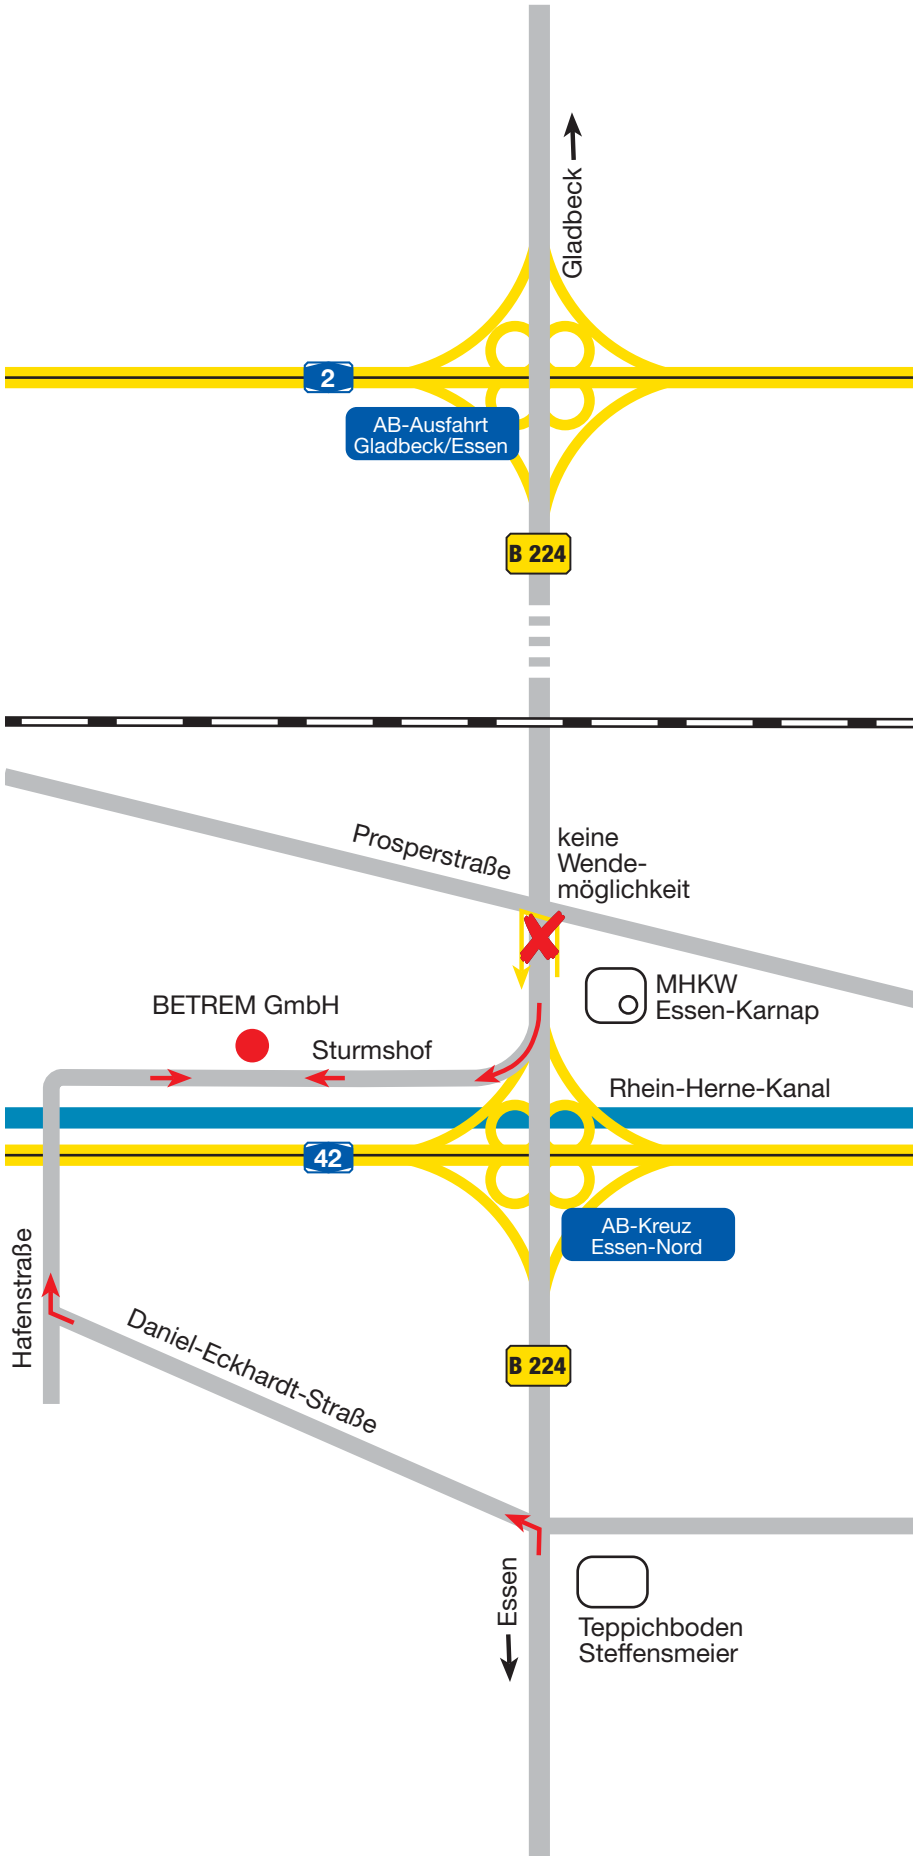 Gladbeck
2
AB-Ausfahrt
Gladbeck/Essen
B 224
Prosperstraße
keine
Wende-
möglichkeit
MHKW
Essen-Karnap
BETREM GmbH
Sturmshof
Rhein-Herne-Kanal
42
AB-Kreuz
Essen-Nord
Hafenstraße
Daniel-Eckhardt-Straße
B 224
Essen
Teppichboden
Steffensmeier